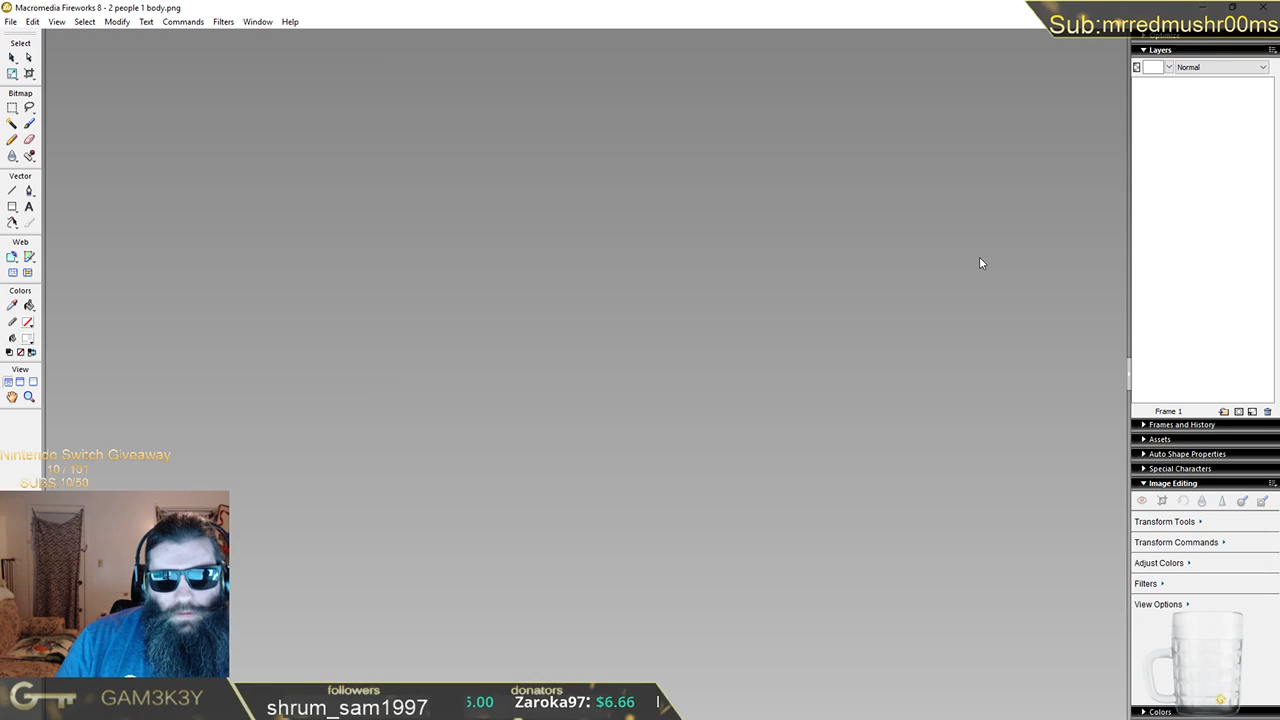 Macromedia Fireworks 8 - 2 people 1 body.png
File Edit View Select Modify Text Commands Filters Window Help
Sub:mrredmushr00ms
Select
Bitmap
Vector
Web
Colors
View
Optimize
Layers
Normal
Frame 1
Frames and History
Assets
Auto Shape Properties
Special Characters
Image Editing
Transform Tools
Transform Commands
Adjust Colors
Filters
View Options
Colors
Nintendo Switch Giveaway
10 / 101
SUBS 10/50
GAM3K3Y
followers
shrum_sam1997
donators
5.00 Zaroka97: $6.66